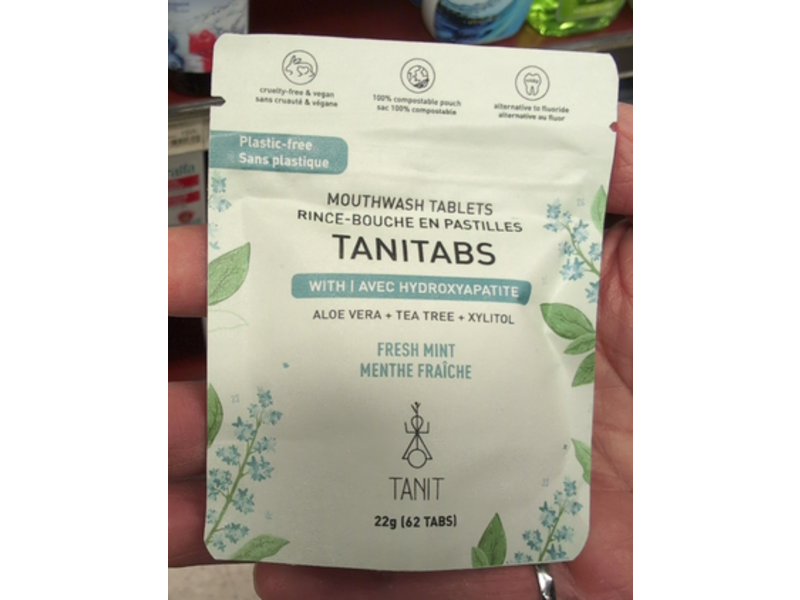 cruelty-free & vegan
sans cruauté & végane
100% compostable pouch
sac 100% compostable
alternative to fluoride
alternative au fluor
Plastic-free
Sans plastique
MOUTHWASH TABLETS
RINCE-BOUCHE EN PASTILLES
TANITABS
WITH | AVEC HYDROXYAPATITE
ALOE VERA + TEA TREE + XYLITOL
FRESH MINT
MENTHE FRAÎCHE
TANIT
22g (62 TABS)